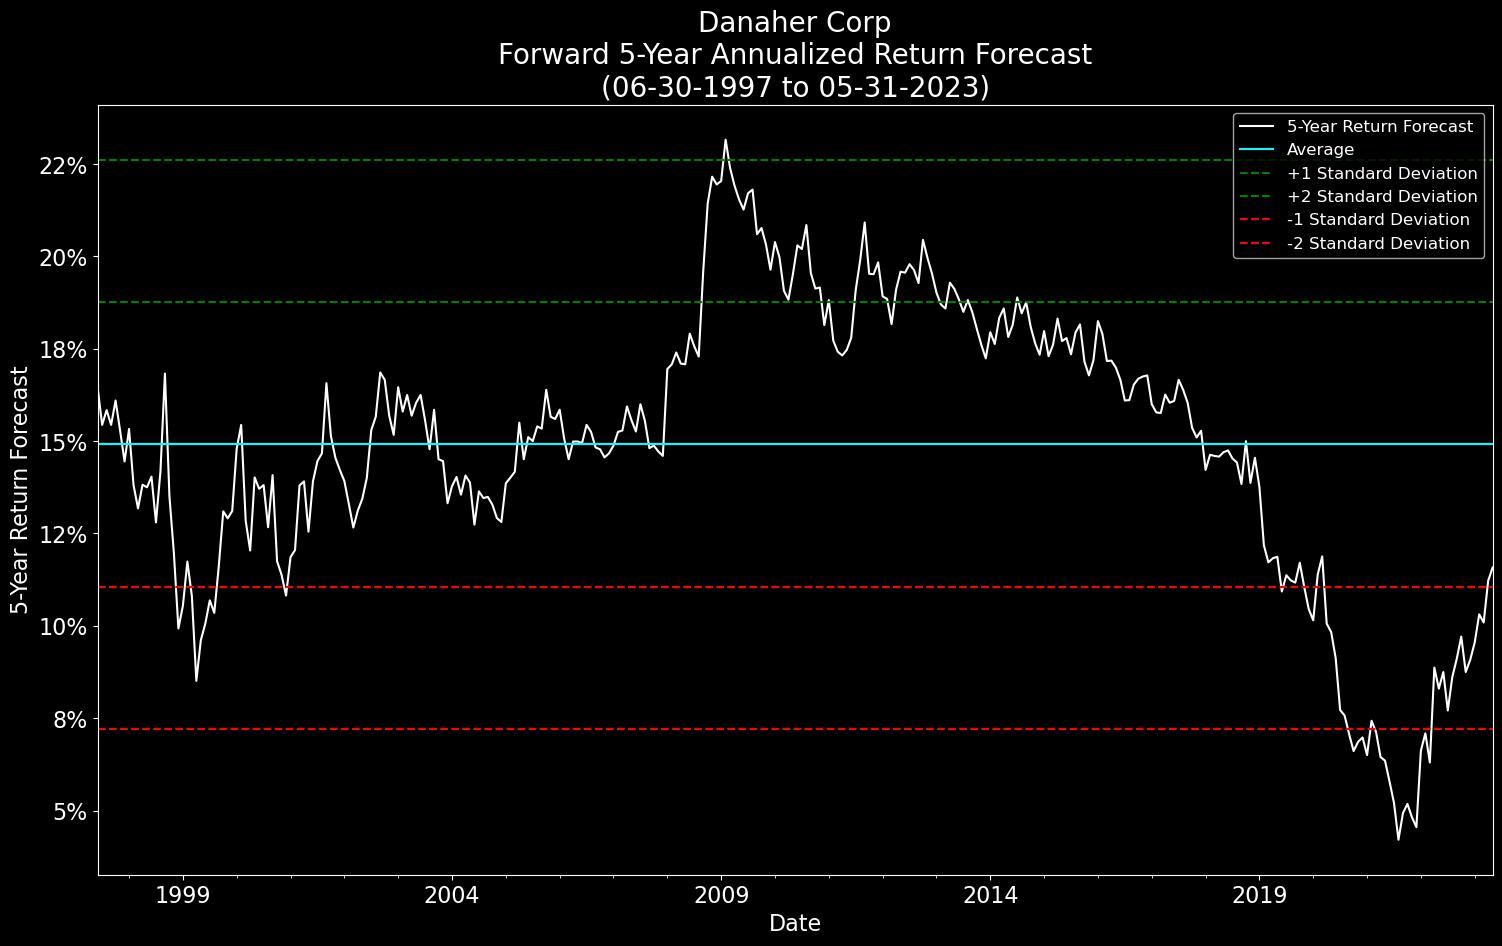 Danaher Corp
Forward 5-Year Annualized Return Forecast
(06-30-1997 to 05-31-2023)
5-Year Return Forecast
Average
+1 Standard Deviation
+2 Standard Deviation
-1 Standard Deviation
-2 Standard Deviation
22%
20%
18%
15%
12%
10%
8%
5%
5-Year Return Forecast
1999
2004
2009
2014
2019
Date